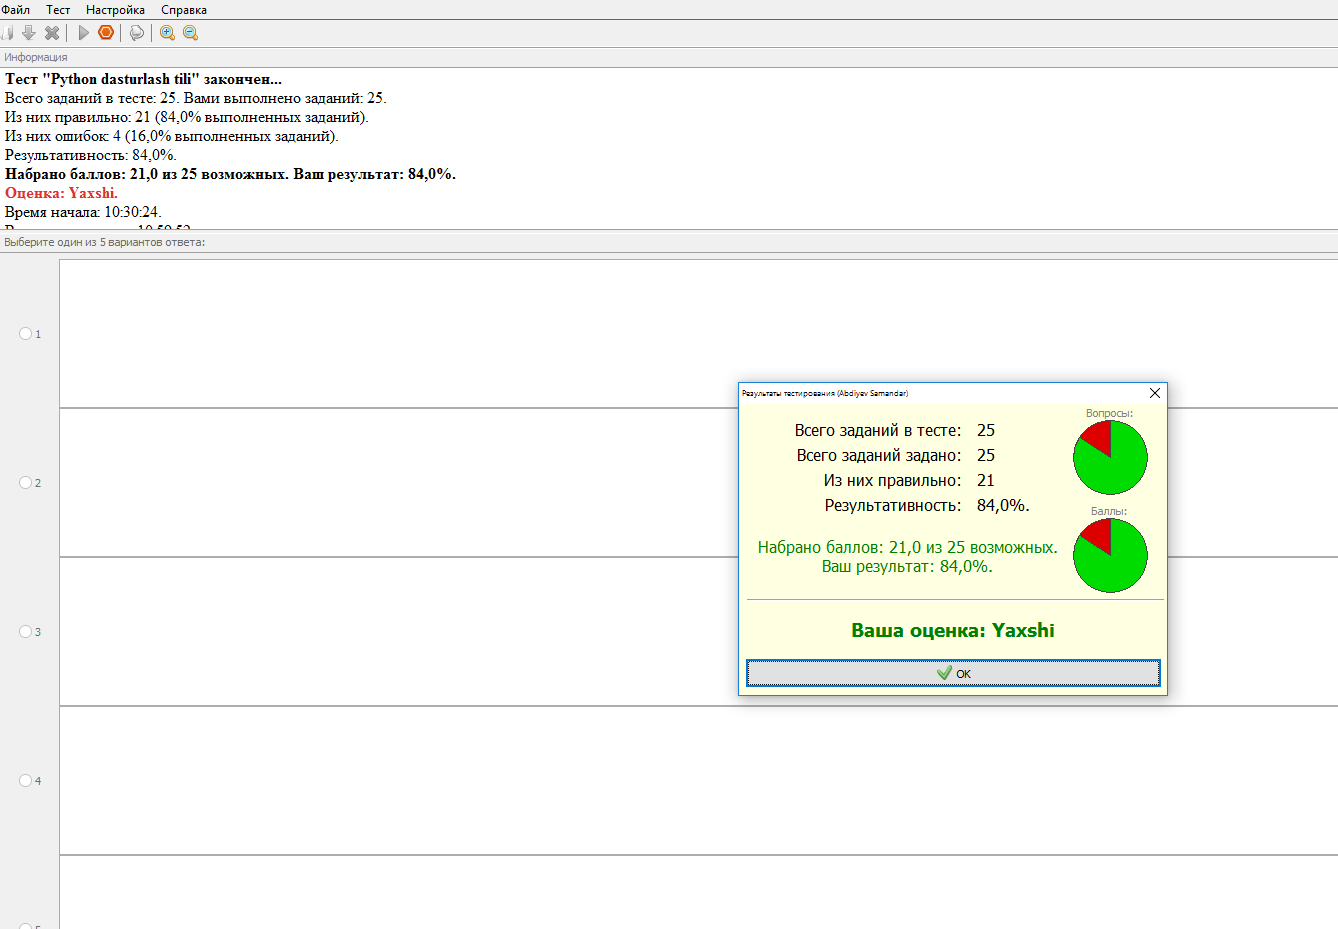 Файл Тест Настройка Справка
Информация
Тест "Python dasturlash tili" закончен...
Всего заданий в тесте: 25. Вами выполнено заданий: 25.
Из них правильно: 21 (84,0% выполненных заданий).
Из них ошибок: 4 (16,0% выполненных заданий).
Результативность: 84,0%.
Набрано баллов: 21,0 из 25 возможных. Ваш результат: 84,0%.
Оценка: Yaxshi.
Время начала: 10:30:24.
Выберите один из 5 вариантов ответа:
1
2
3
4
Результаты тестирования (Abdiyev Samandar)
Всего заданий в тесте: 25
Всего заданий задано: 25
Из них правильно: 21
Результативность: 84,0%.
Вопросы:
Баллы:
Набрано баллов: 21,0 из 25 возможных.
Ваш результат: 84,0%.
Ваша оценка: Yaxshi
OK